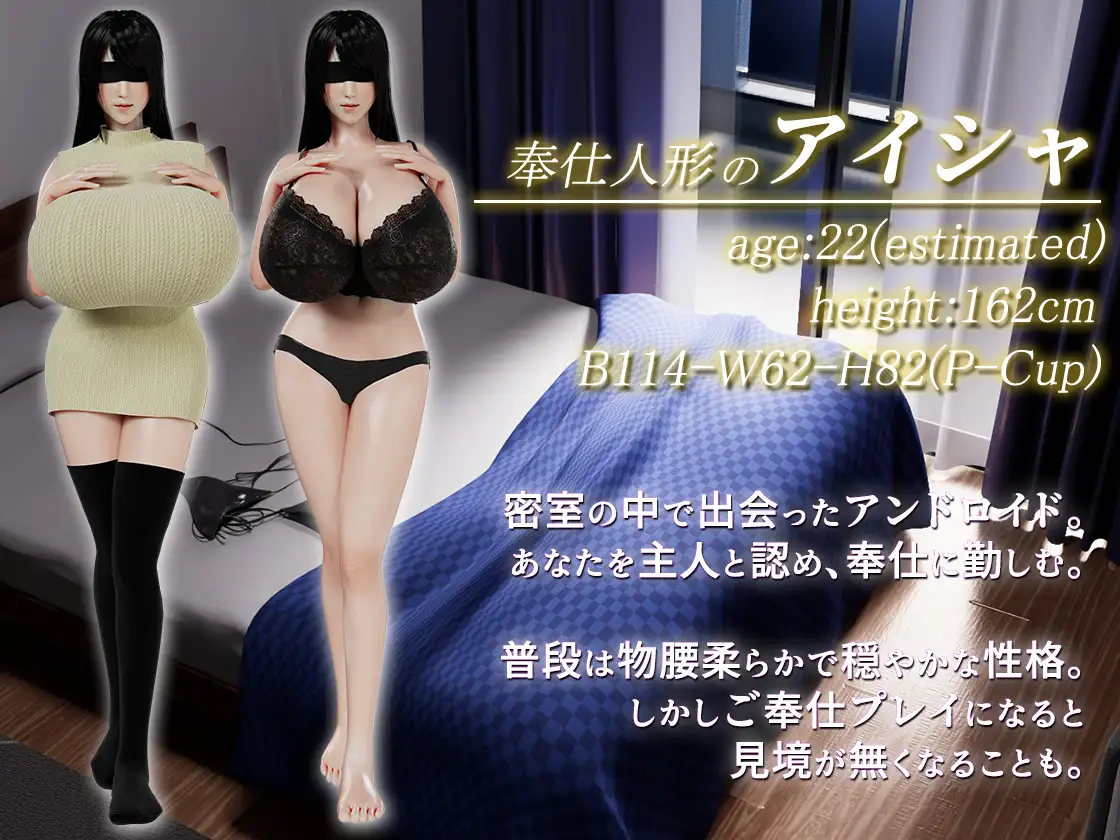 奉仕人形のアイシャ
age:22(estimated)
height:162cm
B114-W62-H82(P-Cup)
密室の中で出会ったアンドロイド。
あなたを主人と認め、奉仕に勤しむ。
普段は物腰柔らかで穏やかな性格。
しかしご奉仕プレイになると
見境が無くなることも。